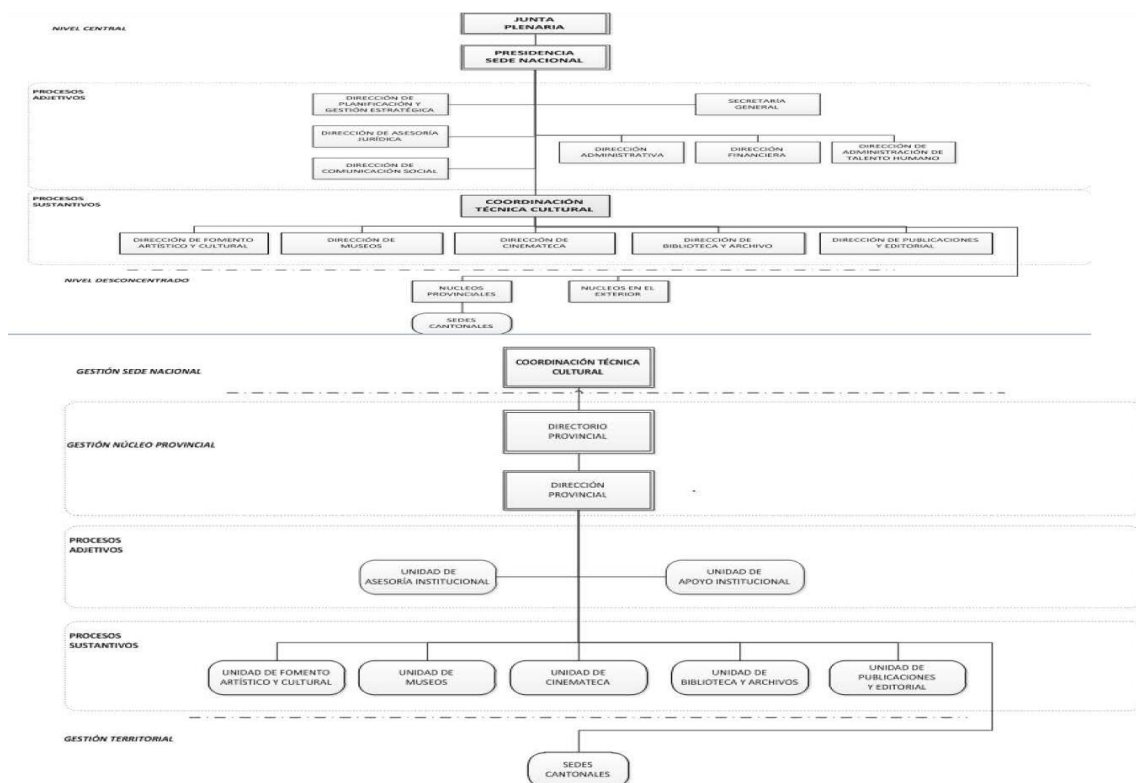 NIVEL CENTRAL
JUNTA
PLENARIA
PRESIDENCIA
SEDE NACIONAL
PROCESOS
ADJETIVOS
DIRECCIÓN DE
PLANIFICACIÓN Y
GESTIÓN ESTRATÉGICA
SECRETARÍA
GENERAL
DIRECCIÓN DE ASESORÍA
JURÍDICA
DIRECCIÓN
ADMINISTRATIVA
DIRECCIÓN
FINANCIERA
DIRECCIÓN DE
ADMINISTRACIÓN DE
TALENTO HUMANO
DIRECCIÓN DE
COMUNICACIÓN SOCIAL
PROCESOS
SUSTANTIVOS
COORDINACIÓN
TÉCNICA CULTURAL
DIRECCIÓN DE FOMENTO
ARTÍSTICO Y CULTURAL
DIRECCIÓN DE
MUSEOS
DIRECCIÓN DE
CINEMATECA
DIRECCIÓN DE
BIBLIOTECA Y ARCHIVO
DIRECCIÓN DE PUBLICACIONES
Y EDITORIAL
NIVEL DESCONCENTRADO
NUCLEOS
PROVINCIALES
NUCLEOS EN EL
EXTERIOR
SEDES
CANTONALES
GESTIÓN SEDE NACIONAL
COORDINACIÓN TÉCNICA
CULTURAL
GESTIÓN NÚCLEO PROVINCIAL
DIRECTORIO
PROVINCIAL
DIRECCIÓN
PROVINCIAL
PROCESOS
ADJETIVOS
UNIDAD DE
ASESORÍA INSTITUCIONAL
UNIDAD DE
APOYO INSTITUCIONAL
PROCESOS
SUSTANTIVOS
UNIDAD DE FOMENTO
ARTÍSTICO Y CULTURAL
UNIDAD DE
MUSEOS
UNIDAD DE
CINEMATECA
UNIDAD DE
BIBLIOTECA Y ARCHIVOS
UNIDAD DE
PUBLICACIONES
Y EDITORIAL
GESTIÓN TERRITORIAL
SEDES
CANTONALES